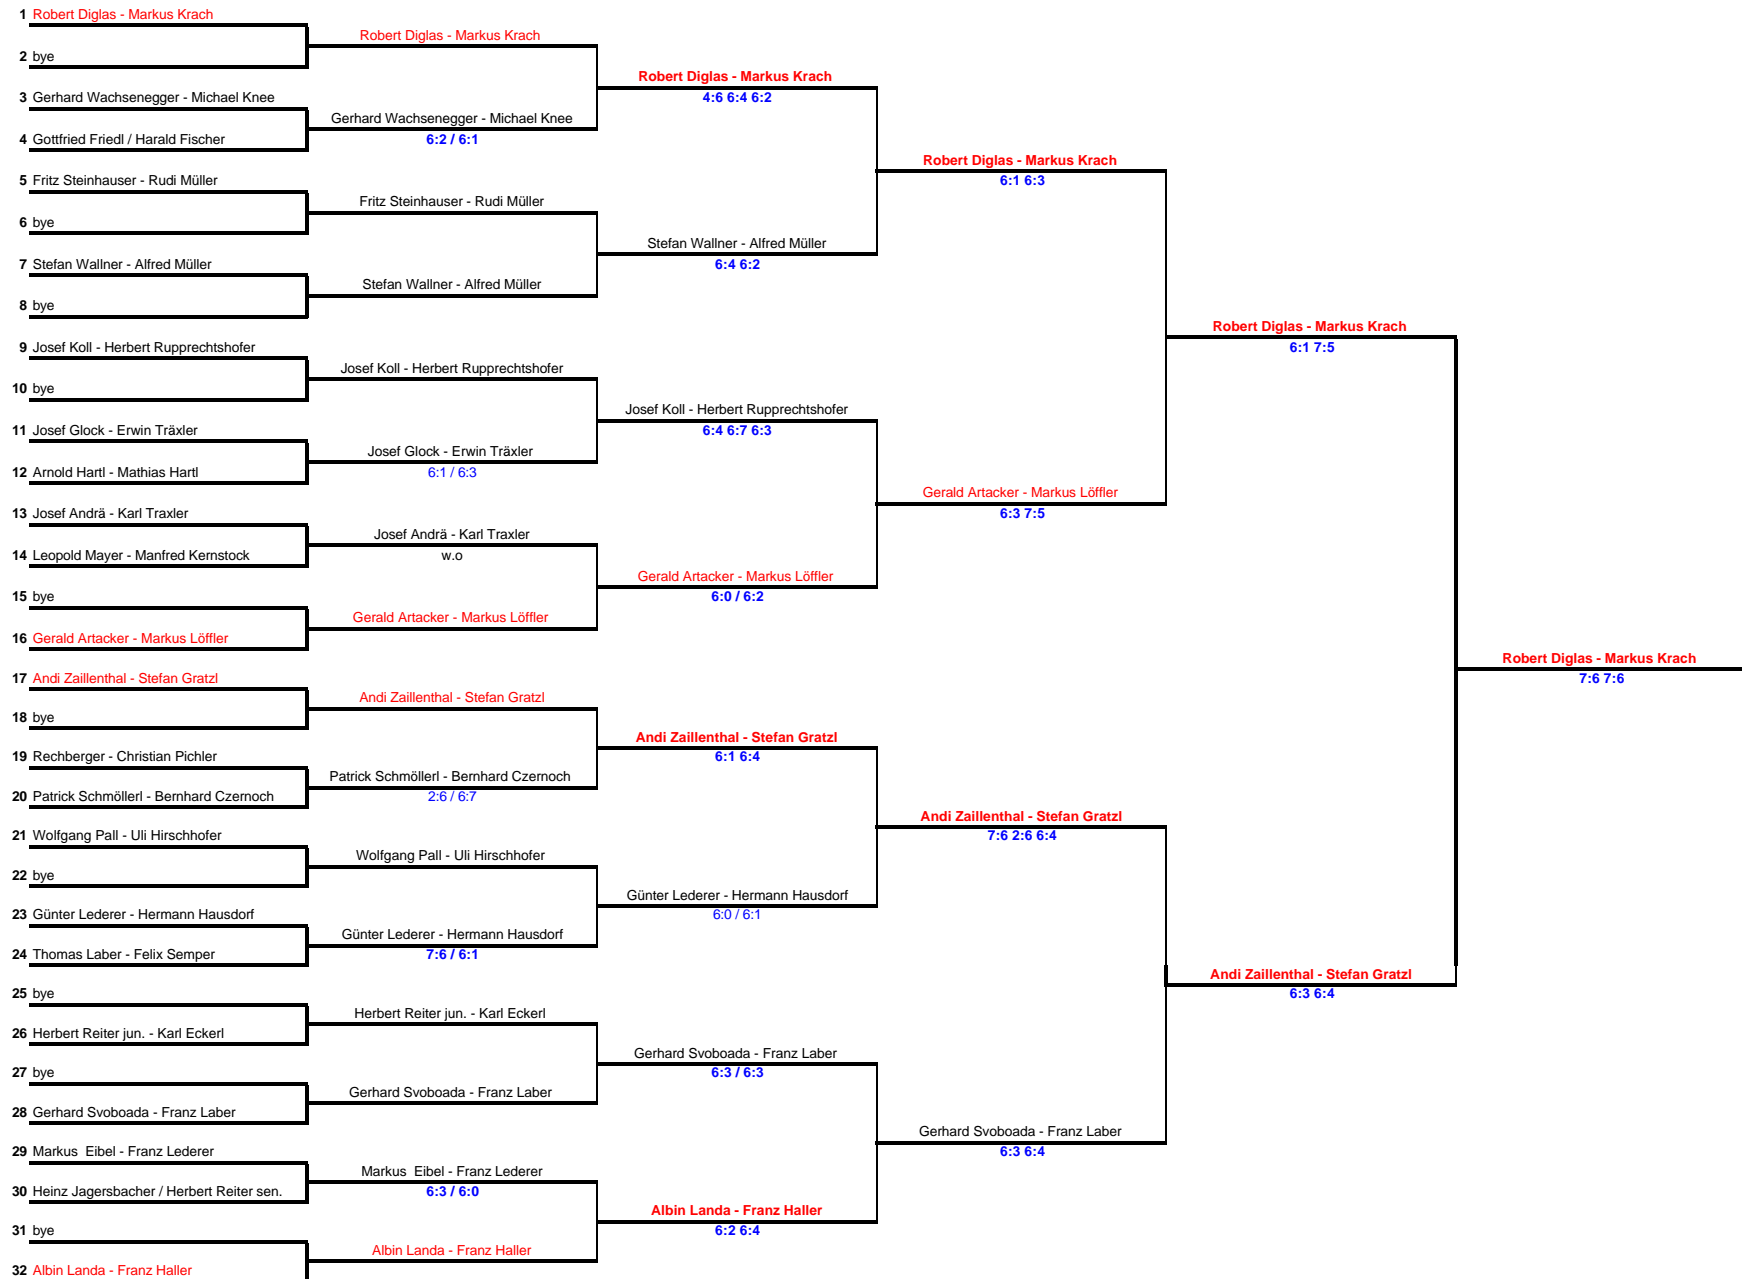 1 Robert Diglas - Markus Krach
Robert Diglas - Markus Krach
2 bye
Robert Diglas - Markus Krach
4:6 6:4 6:2
3 Gerhard Wachsenegger - Michael Knee
Gerhard Wachsenegger - Michael Knee
6:2 / 6:1
4 Gottfried Friedl / Harald Fischer
Robert Diglas - Markus Krach
6:1 6:3
5 Fritz Steinhauser - Rudi Müller
Fritz Steinhauser - Rudi Müller
6 bye
Stefan Wallner - Alfred Müller
6:4 6:2
7 Stefan Wallner - Alfred Müller
Stefan Wallner - Alfred Müller
8 bye
Robert Diglas - Markus Krach
6:1 7:5
9 Josef Koll - Herbert Rupprechtshofer
Josef Koll - Herbert Rupprechtshofer
10 bye
Josef Koll - Herbert Rupprechtshofer
6:4 6:7 6:3
11 Josef Glock - Erwin Träxler
Josef Glock - Erwin Träxler
6:1 / 6:3
12 Arnold Hartl - Mathias Hartl
Gerald Artacker - Markus Löffler
6:3 7:5
13 Josef Andrä - Karl Traxler
Josef Andrä - Karl Traxler
w.o
14 Leopold Mayer - Manfred Kernstock
Gerald Artacker - Markus Löffler
6:0 / 6:2
15 bye
Gerald Artacker - Markus Löffler
16 Gerald Artacker - Markus Löffler
Robert Diglas - Markus Krach
7:6 7:6
17 Andi Zaillenthal - Stefan Gratzl
Andi Zaillenthal - Stefan Gratzl
18 bye
Andi Zaillenthal - Stefan Gratzl
6:1 6:4
19 Rechberger - Christian Pichler
Patrick Schmöllerl - Bernhard Czernoch
2:6 / 6:7
20 Patrick Schmöllerl - Bernhard Czernoch
Andi Zaillenthal - Stefan Gratzl
7:6 2:6 6:4
21 Wolfgang Pall - Uli Hirschhofer
Wolfgang Pall - Uli Hirschhofer
22 bye
Günter Lederer - Hermann Hausdorf
6:0 / 6:1
23 Günter Lederer - Hermann Hausdorf
Günter Lederer - Hermann Hausdorf
7:6 / 6:1
24 Thomas Laber - Felix Semper
Andi Zaillenthal - Stefan Gratzl
6:3 6:4
25 bye
Herbert Reiter jun. - Karl Eckerl
26 Herbert Reiter jun. - Karl Eckerl
Gerhard Svoboada - Franz Laber
6:3 / 6:3
27 bye
Gerhard Svoboada - Franz Laber
28 Gerhard Svoboada - Franz Laber
Gerhard Svoboada - Franz Laber
6:3 6:4
29 Markus  Eibel - Franz Lederer
Markus  Eibel - Franz Lederer
6:3 / 6:0
30 Heinz Jagersbacher / Herbert Reiter sen.
Albin Landa - Franz Haller
6:2 6:4
31 bye
Albin Landa - Franz Haller
32 Albin Landa - Franz Haller